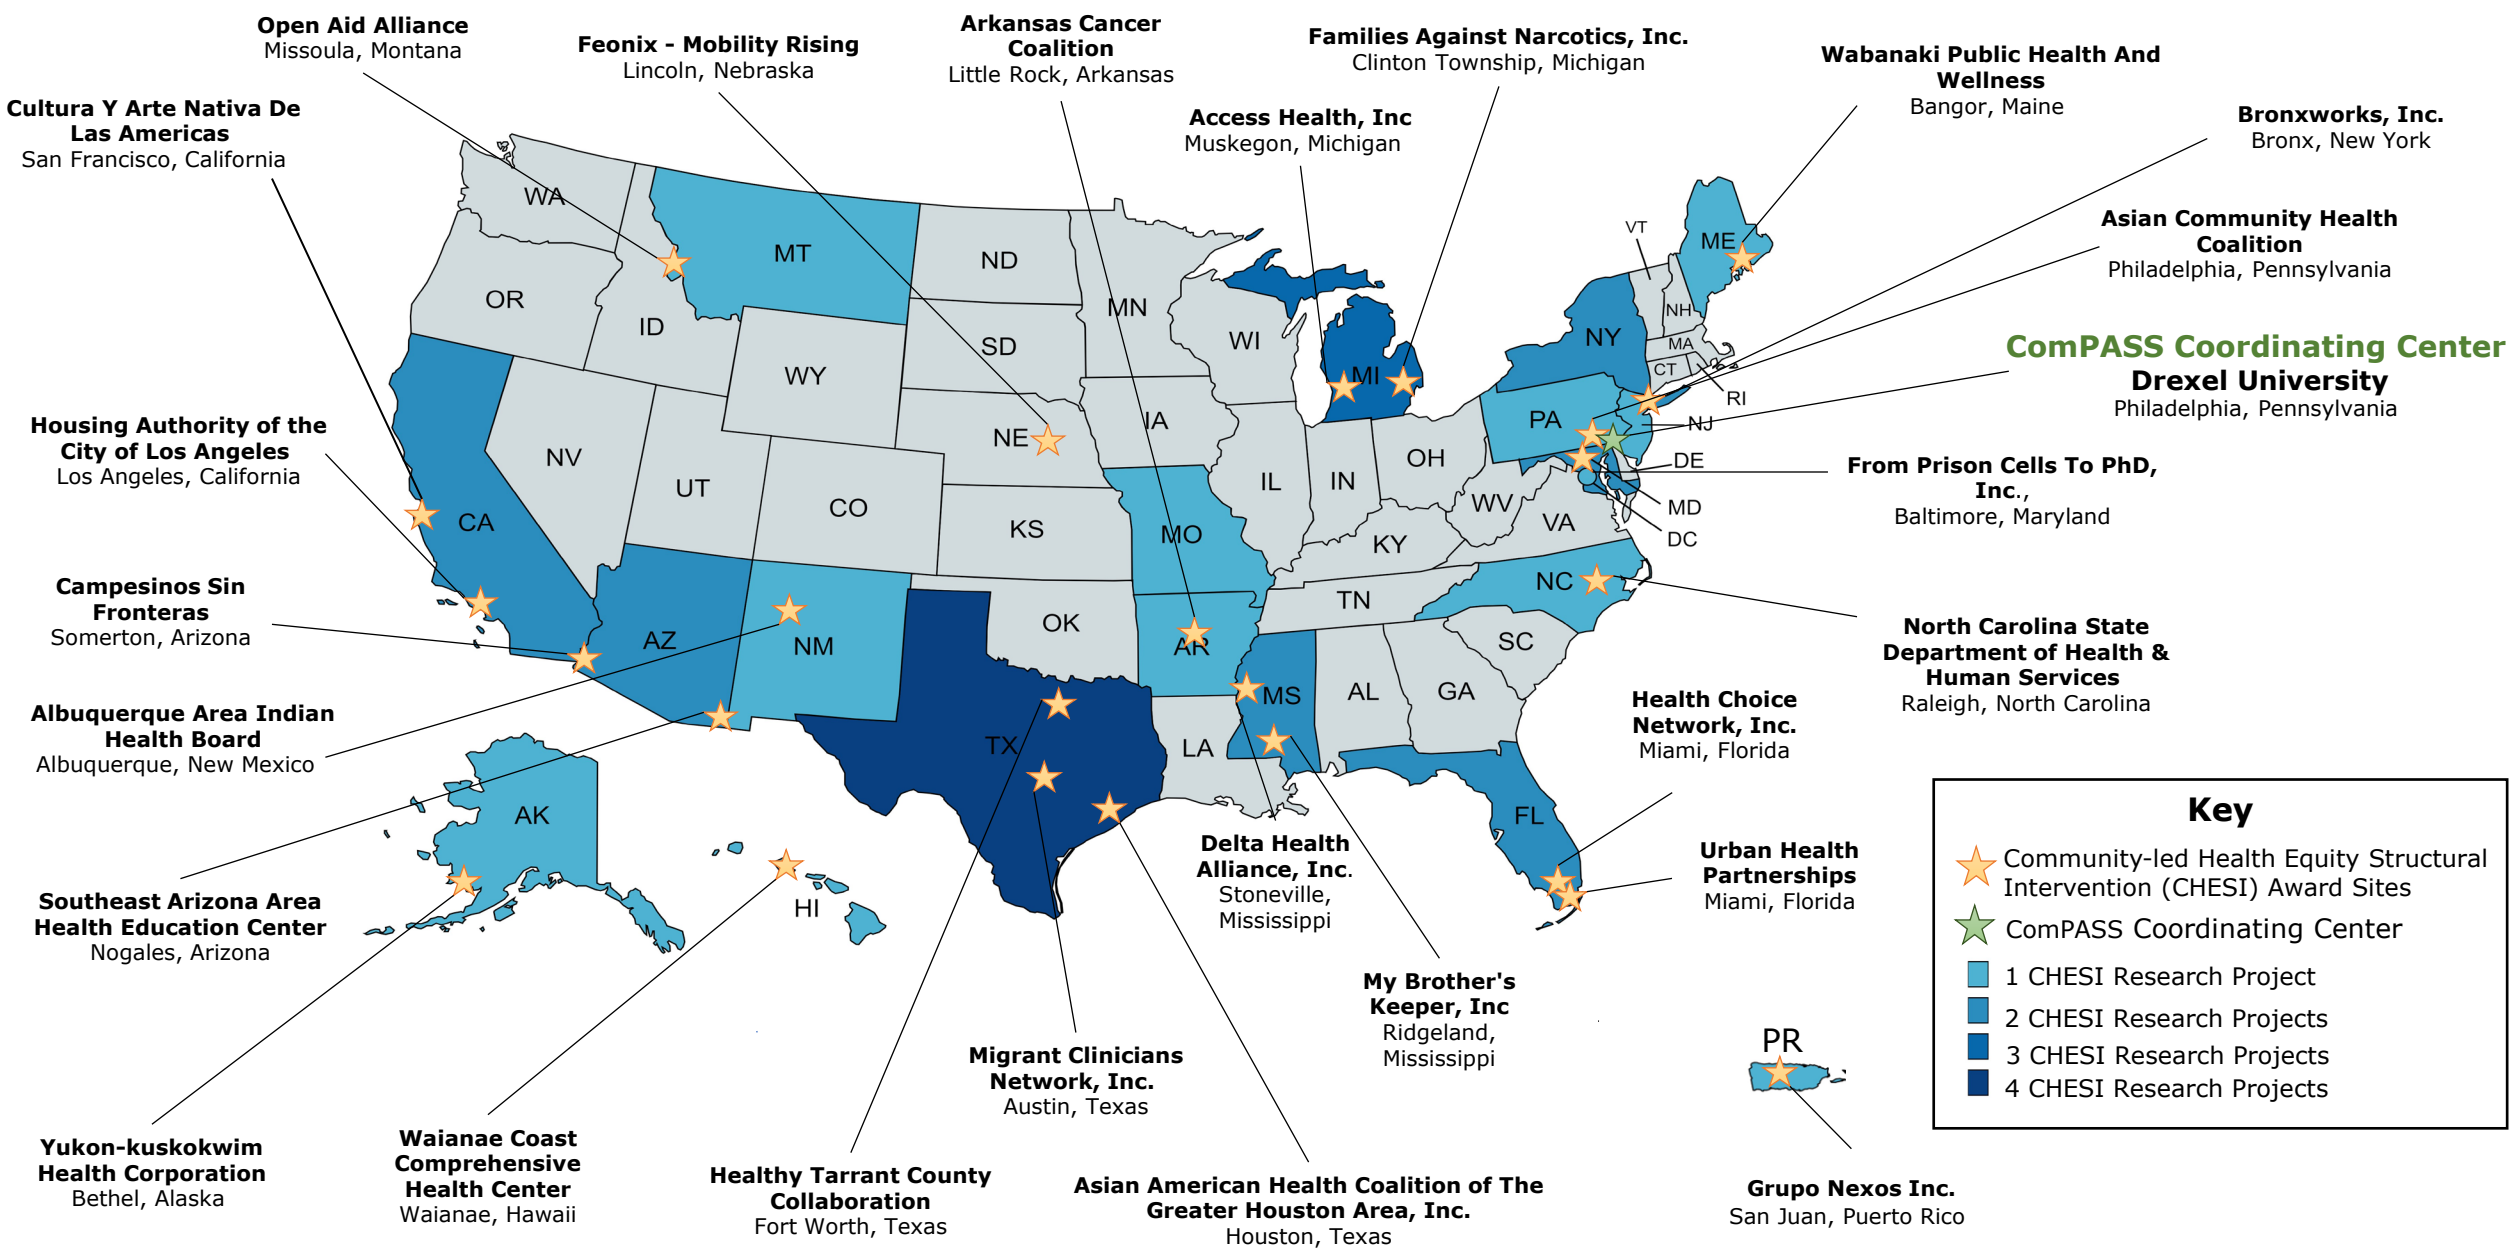 Open Aid Alliance
Missoula, Montana
Feonix - Mobility Rising
Lincoln, Nebraska
Arkansas Cancer
Coalition
Little Rock, Arkansas
Families Against Narcotics, Inc.
Clinton Township, Michigan
Access Health, Inc
Muskegon, Michigan
Wabanaki Public Health And
Wellness
Bangor, Maine
Bronxworks, Inc.
Bronx, New York
Asian Community Health
Coalition
Philadelphia, Pennsylvania
ComPASS Coordinating Center
Drexel University
Philadelphia, Pennsylvania
From Prison Cells To PhD,
Inc.,
Baltimore, Maryland
North Carolina State
Department of Health &
Human Services
Raleigh, North Carolina
Health Choice
Network, Inc.
Miami, Florida
Urban Health
Partnerships
Miami, Florida
Cultura Y Arte Nativa De
Las Americas
San Francisco, California
Housing Authority of the
City of Los Angeles
Los Angeles, California
Campesinos Sin
Fronteras
Somerton, Arizona
Albuquerque Area Indian
Health Board
Albuquerque, New Mexico
Southeast Arizona Area
Health Education Center
Nogales, Arizona
Yukon-kuskokwim
Health Corporation
Bethel, Alaska
Waianae Coast
Comprehensive
Health Center
Waianae, Hawaii
Healthy Tarrant County
Collaboration
Fort Worth, Texas
Migrant Clinicians
Network, Inc.
Austin, Texas
Asian American Health Coalition of The
Greater Houston Area, Inc.
Houston, Texas
Delta Health
Alliance, Inc.
Stoneville,
Mississippi
My Brother's
Keeper, Inc
Ridgeland,
Mississippi
PR
Grupo Nexos Inc.
San Juan, Puerto Rico
WA
MT
ND
MN
OR
ID
SD
WI
MI
WY
NE
IA
NV
UT
CO
KS
MO
IL
IN
OH
PA
NY
VT
NH
ME
MA
CT
RI
NJ
DE
MD
DC
WV
VA
KY
CA
AZ
NM
OK
AR
TN
NC
SC
TX
LA
MS
AL
GA
FL
AK
HI
Key
Community-led Health Equity Structural
Intervention (CHESI) Award Sites
ComPASS Coordinating Center
1 CHESI Research Project
2 CHESI Research Projects
3 CHESI Research Projects
4 CHESI Research Projects